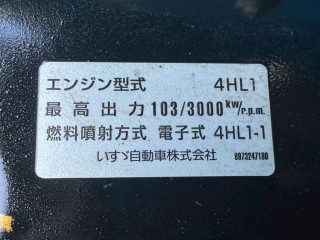 エンジン型式 4HL1
最高出力 103/3000 kw/r.p.m.
燃料噴射方式 電子式 4HL1-1
いすゞ自動車株式会社 8973247180